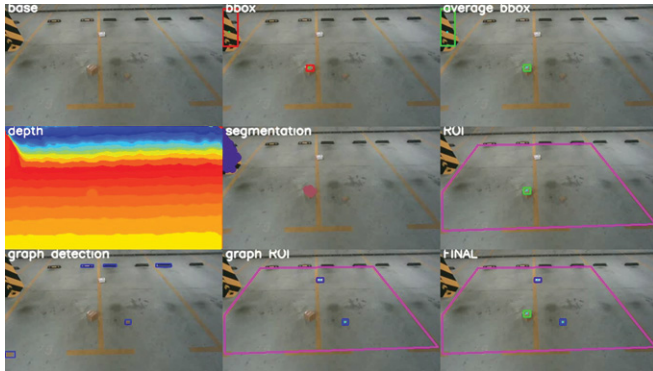 base
bbox
average bbox
depth
segmentation
ROI
graph detection
graph ROI
FINAL